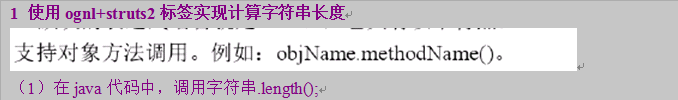 1 使用 ognl+struts2 标签实现计算字符串长度
支持对象方法调用。例如：objName.methodName()。
（1）在 java 代码中，调用字符串.length();